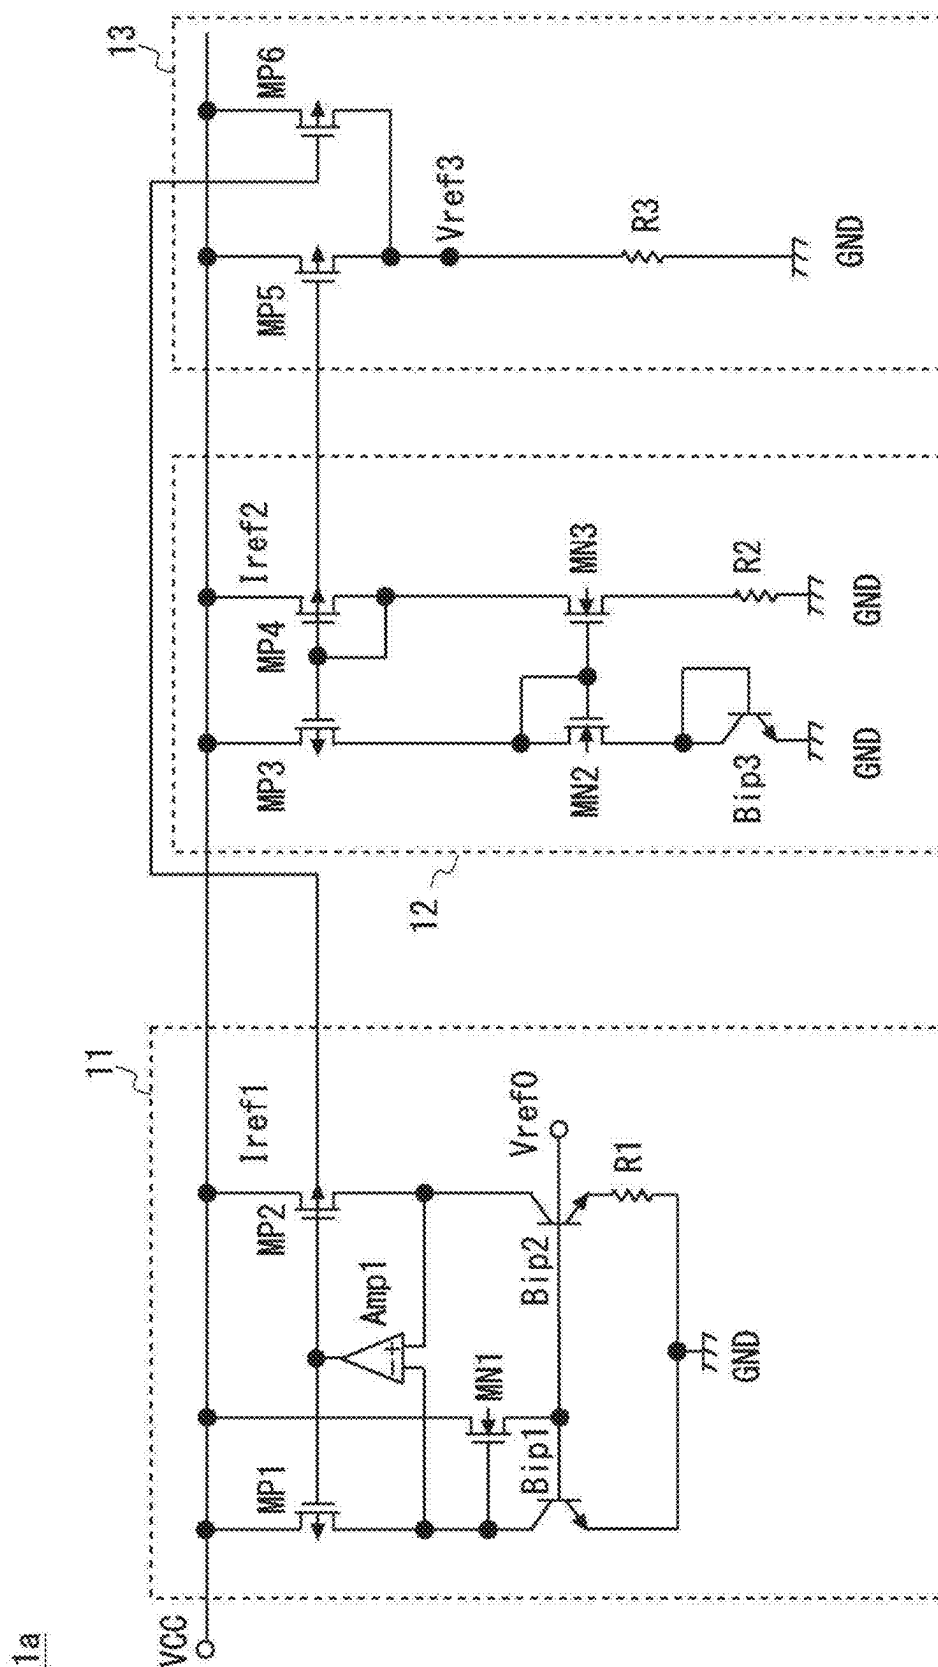 1a
VCC
11
MP1
MP2
Iref1
Amp1
MN1
Bip1
Bip2
Vref0
R1
GND
12
MP3
MP4
Iref2
MN2
MN3
Bip3
R2
GND
GND
13
MP5
MP6
Vref3
R3
GND